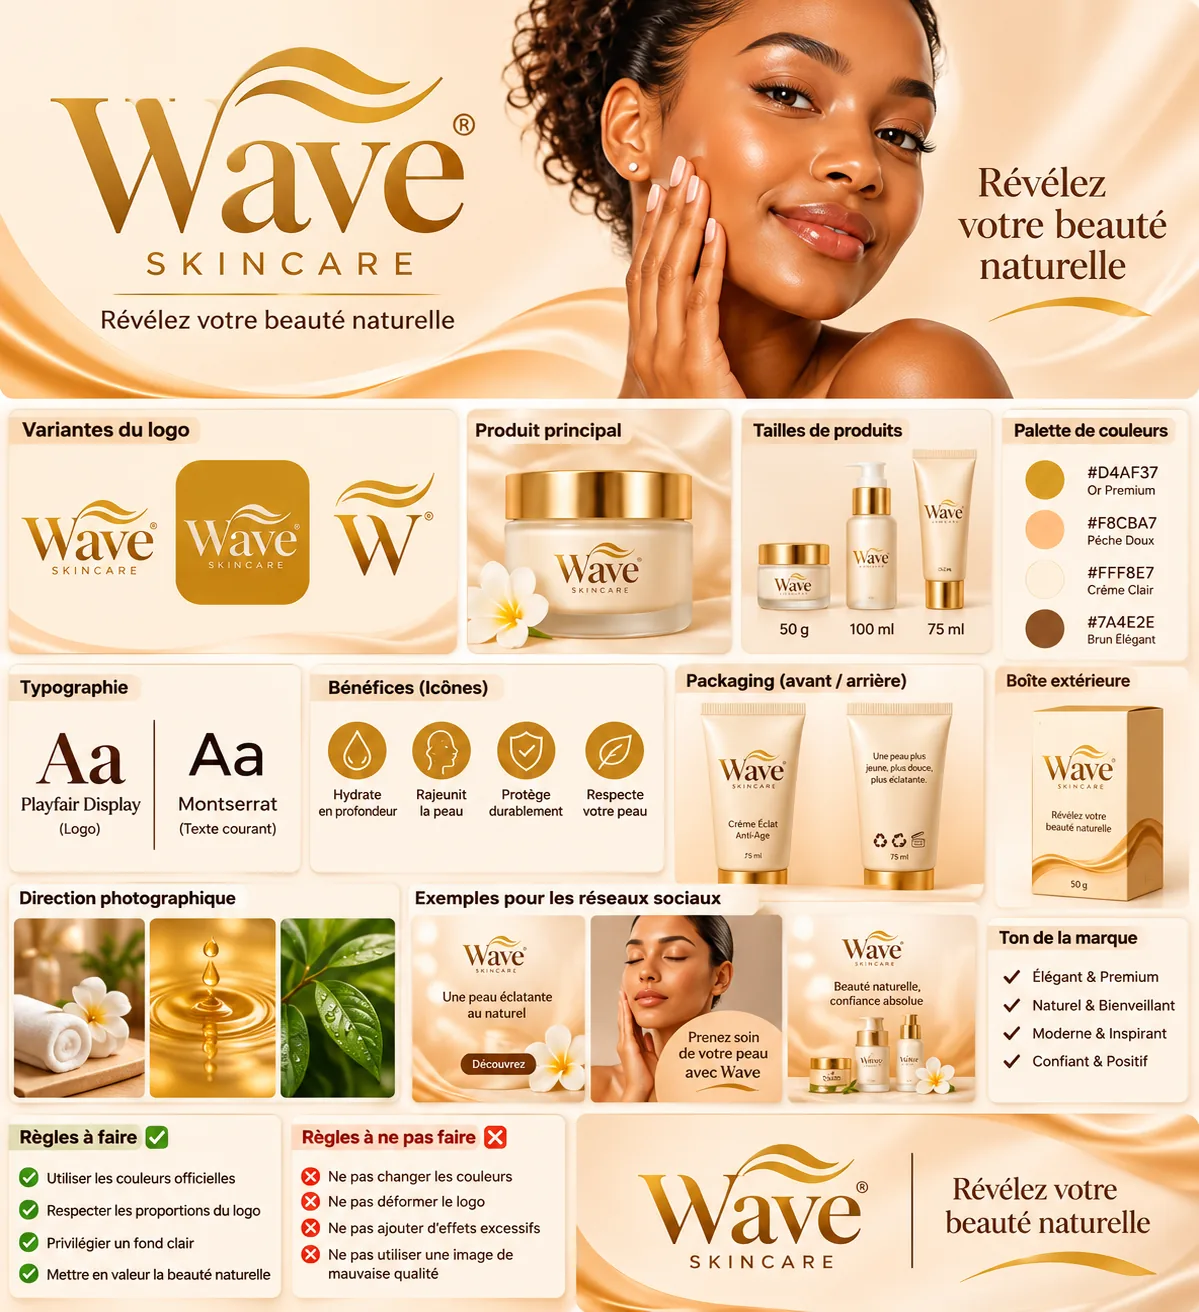 Wave®
SKINCARE
Révélez votre beauté naturelle
Révélez
votre beauté
naturelle
Variantes du logo
Wave®
SKINCARE
Wave®
SKINCARE
W®
Produit principal
Wave
SKINCARE
Tailles de produits
Wave
Wave
Wave
50 g
100 ml
75 ml
Palette de couleurs
#D4AF37
Or Premium
#F8CBA7
Péche Doux
#FFF8E7
Créme Clair
#7A4E2E
Brun Élégant
Typographie
Aa
Playfair Display
(Logo)
Aa
Montserrat
(Texte courant)
Bénéfices (Icônes)
Hydrate
en profondeur
Rajeunit
la peau
Protège
durablement
Respecte
votre peau
Packaging (avant / arrière)
Wave
SKINCARE
Crème Éclat
Anti-Age
75 ml
Une peau plus
jeune, plus douce,
plus éclatante.
75 ml
Boîte extérieure
Wave
SKINCARE
Révélez votre
beauté naturelle
50 g
Direction photographique
Exemples pour les réseaux sociaux
Wave
SKINCARE
Une peau éclatante
au naturel
Découvrez
Prenez soin
de votre peau
avec Wave
Wave
SKINCARE
Beauté naturelle,
confiance absolue
Ton de la marque
Élégant & Premium
Naturel & Bienveillant
Moderne & Inspirant
Confiant & Positif
Règles à faire
Utiliser les couleurs officielles
Respecter les proportions du logo
Privilégier un fond clair
Mettre en valeur la beauté naturelle
Règles à ne pas faire
Ne pas changer les couleurs
Ne pas déformer le logo
Ne pas ajouter d'effets excessifs
Ne pas utiliser une image de
mauvaise qualité
Wave®
SKINCARE
Révélez votre
beauté naturelle